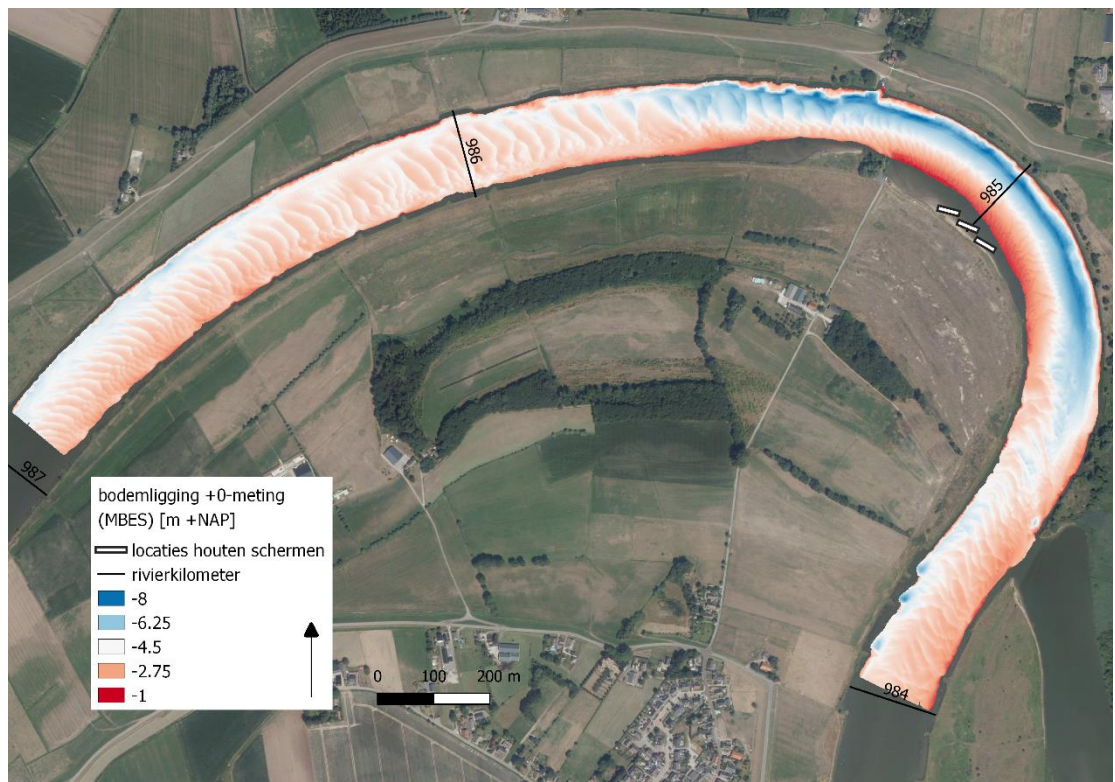 986
985
987
984
bodemligging +0-meting
(MBES) [m +NAP]
locaties houten schermen
rivierkilometer
-8
-6.25
-4.5
-2.75
-1
0 100 200 m